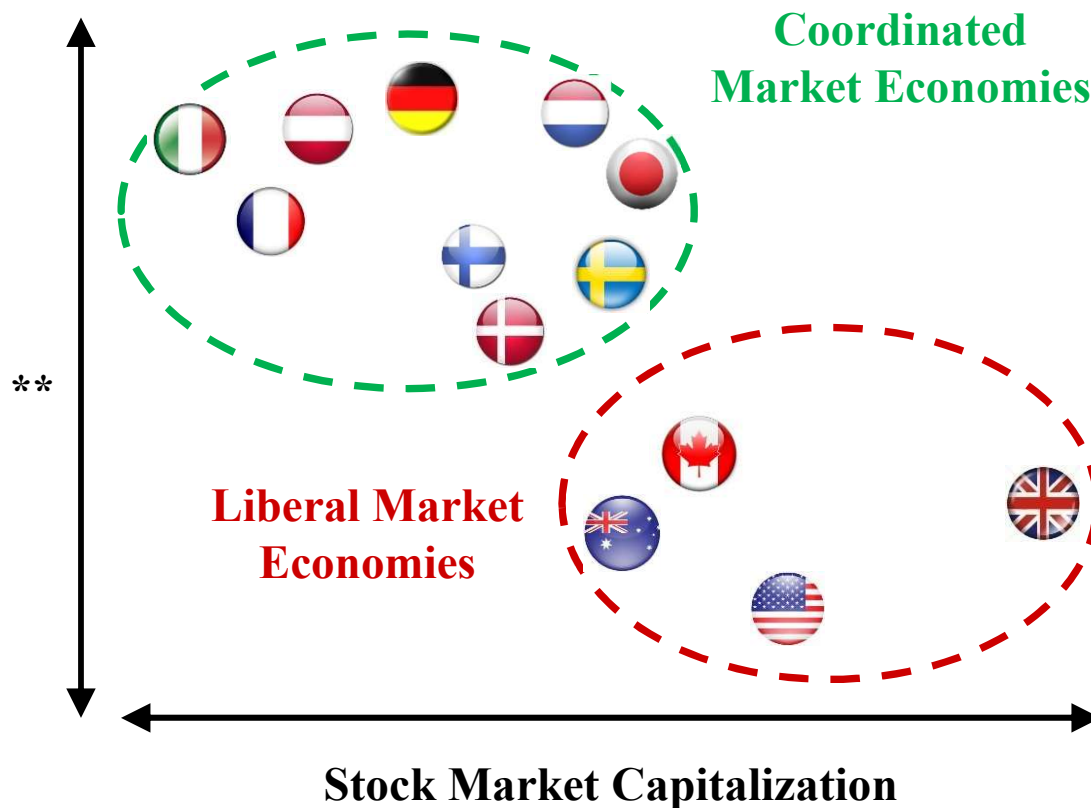 Coordinated
Market Economies
**
Liberal Market
Economies
Stock Market Capitalization